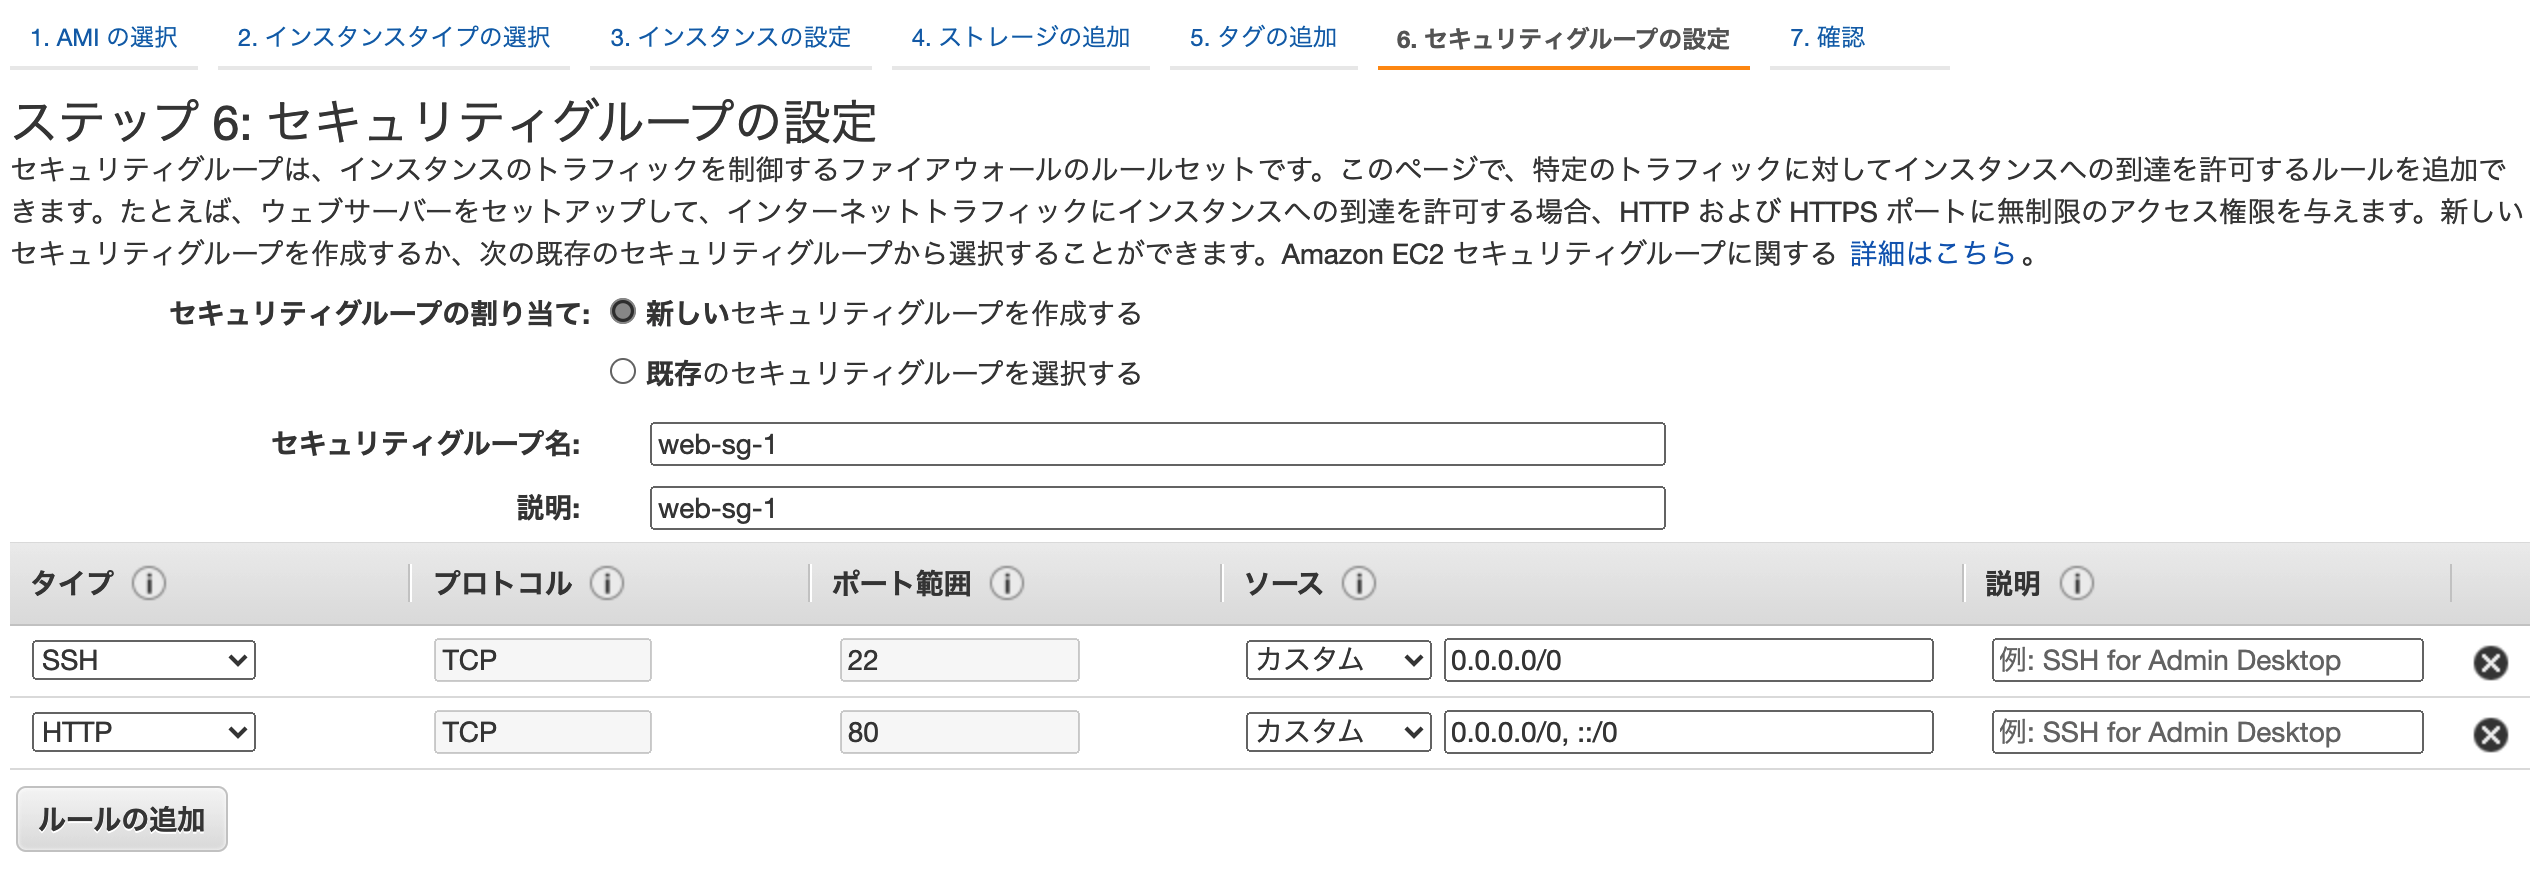 1. AMI の選択 2. インスタンスタイプの選択 3. インスタンスの設定 4. ストレージの追加 5. タグの追加 6. セキュリティグループの設定 7. 確認
ステップ 6: セキュリティグループの設定
セキュリティグループは、インスタンスのトラフィックを制御するファイアウォールのルールセットです。このページで、特定のトラフィックに対してインスタンスへの到達を許可するルールを追加で
きます。たとえば、ウェブサーバーをセットアップして、インターネットトラフィックにインスタンスへの到達を許可する場合、HTTP および HTTPS ポートに無制限のアクセス権限を与えます。新しい
セキュリティグループを作成するか、次の既存のセキュリティグループから選択することができます。Amazon EC2 セキュリティグループに関する 詳細はこちら 。
セキュリティグループの割り当て: 新しいセキュリティグループを作成する
既存のセキュリティグループを選択する
セキュリティグループ名: web-sg-1
説明: web-sg-1
タイプ i プロトコル i ポート範囲 i ソース i 説明 i
SSH TCP 22 カスタム 0.0.0.0/0 例: SSH for Admin Desktop
HTTP TCP 80 カスタム 0.0.0.0/0, ::/0 例: SSH for Admin Desktop
ルールの追加